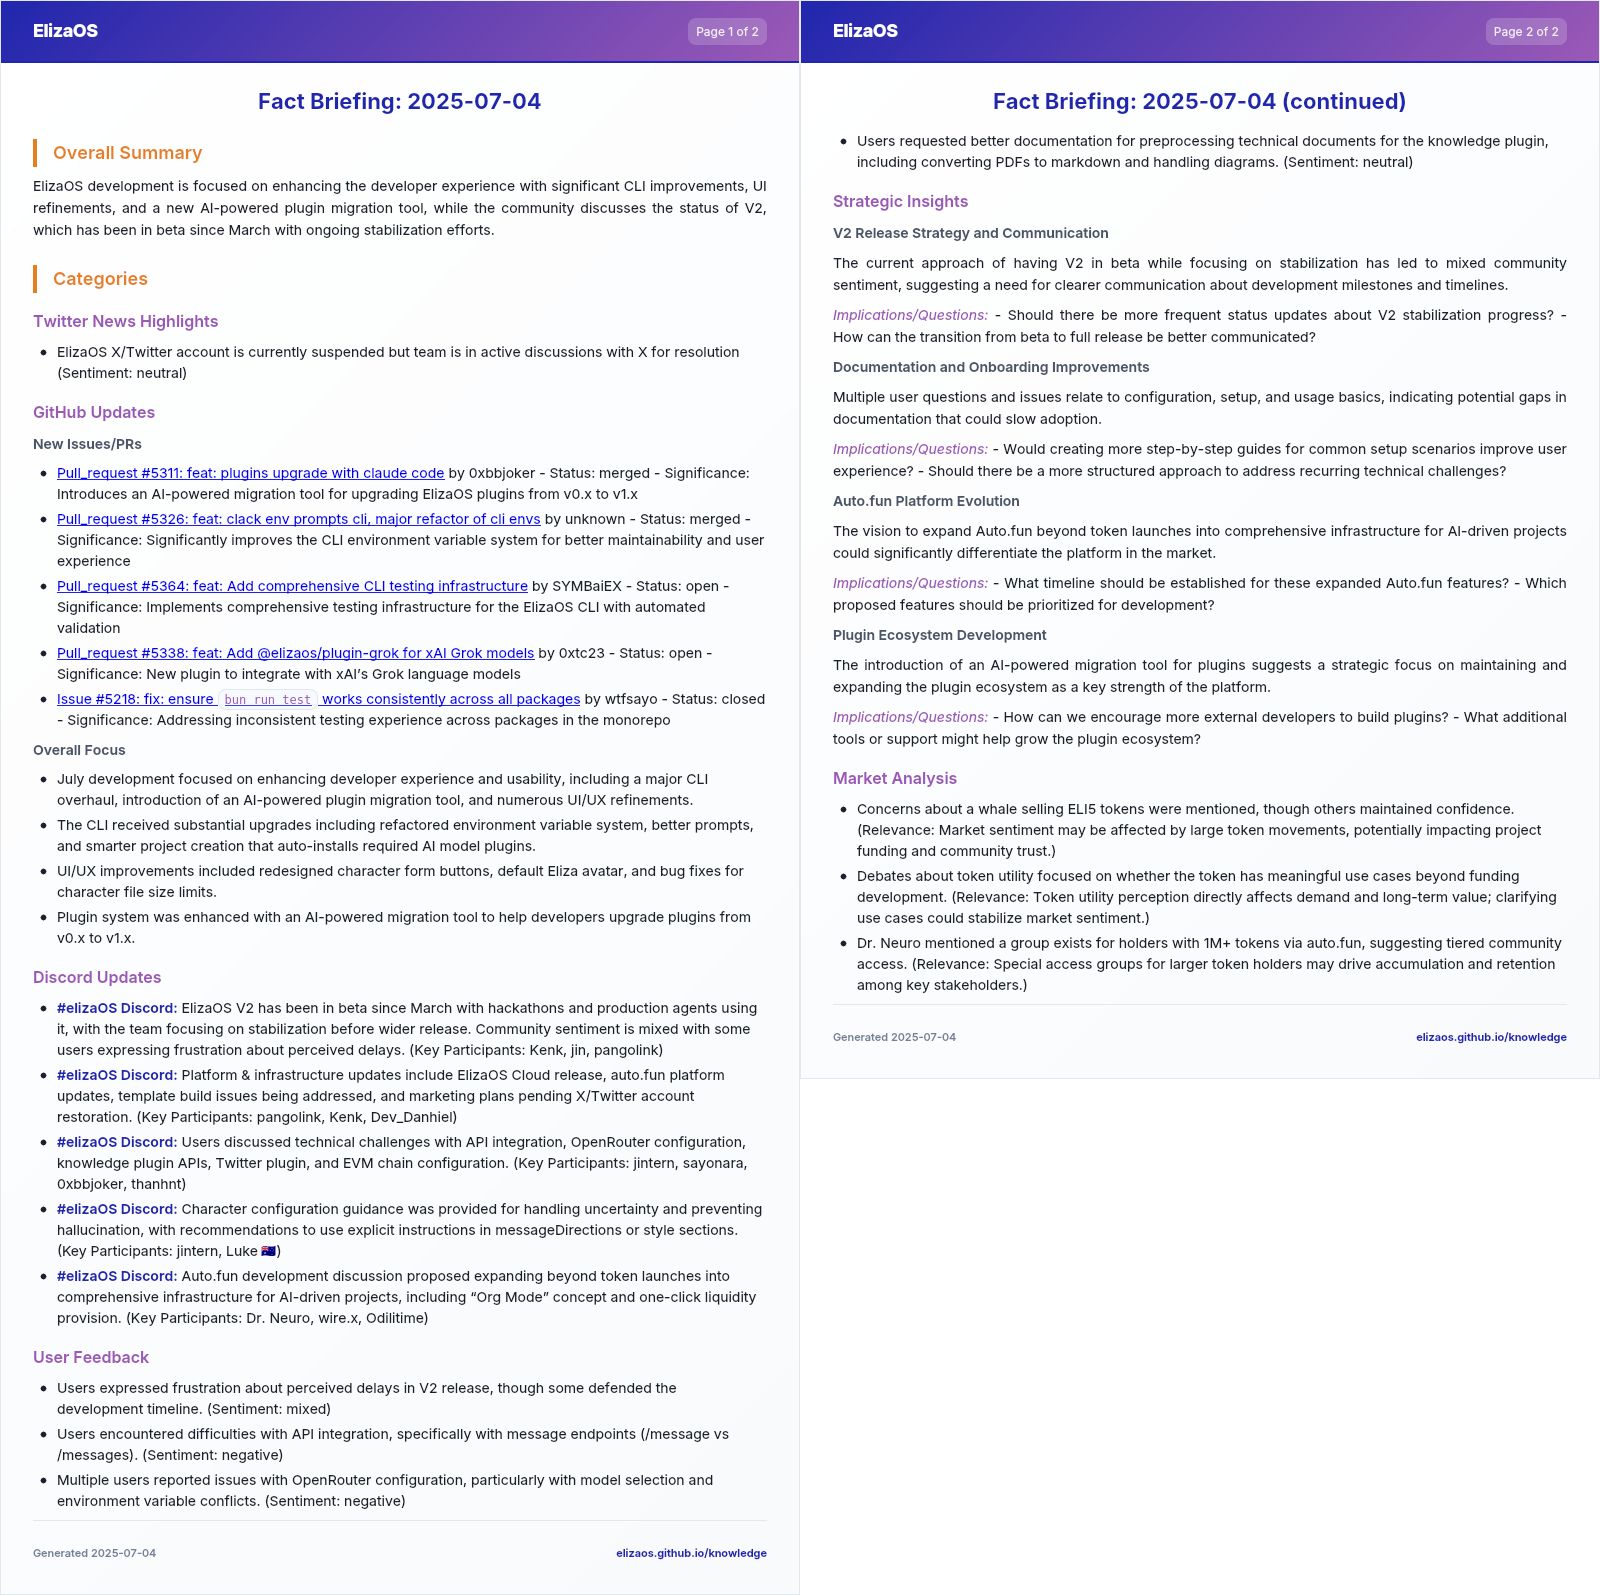 ElizaOS
Page 1 of 2
Fact Briefing: 2025-07-04
Overall Summary
ElizaOS development is focused on enhancing the developer experience with significant CLI improvements, UI
refinements, and a new AI-powered plugin migration tool, while the community discusses the status of V2,
which has been in beta since March with ongoing stabilization efforts.
Categories
Twitter News Highlights
• ElizaOS X/Twitter account is currently suspended but team is in active discussions with X for resolution
(Sentiment: neutral)
GitHub Updates
New Issues/PRs
• Pull_request #5311: feat: plugins upgrade with claude code by 0xbbjoker - Status: merged - Significance:
Introduces an AI-powered migration tool for upgrading ElizaOS plugins from v0.x to v1.x
• Pull_request #5326: feat: clack env prompts cli, major refactor of cli envs by unknown - Status: merged -
Significance: Significantly improves the CLI environment variable system for better maintainability and user
experience
• Pull_request #5364: feat: Add comprehensive CLI testing infrastructure by SYMBaiEX - Status: open -
Significance: Implements comprehensive testing infrastructure for the ElizaOS CLI with automated
validation
• Pull_request #5338: feat: Add @elizaos/plugin-grok for xAI Grok models by 0xtc23 - Status: open -
Significance: New plugin to integrate with xAI's Grok language models
• Issue #5218: fix: ensure bun run test works consistently across all packages by wtfsayo - Status: closed
- Significance: Addressing inconsistent testing experience across packages in the monorepo
Overall Focus
• July development focused on enhancing developer experience and usability, including a major CLI
overhaul, introduction of an AI-powered plugin migration tool, and numerous UI/UX refinements.
• The CLI received substantial upgrades including refactored environment variable system, better prompts,
and smarter project creation that auto-installs required AI model plugins.
• UI/UX improvements included redesigned character form buttons, default Eliza avatar, and bug fixes for
character file size limits.
• Plugin system was enhanced with an AI-powered migration tool to help developers upgrade plugins from
v0.x to v1.x.
Discord Updates
• #elizaOS Discord: ElizaOS V2 has been in beta since March with hackathons and production agents using
it, with the team focusing on stabilization before wider release. Community sentiment is mixed with some
users expressing frustration about perceived delays. (Key Participants: Kenk, jin, pangolink)
• #elizaOS Discord: Platform & infrastructure updates include ElizaOS Cloud release, auto.fun platform
updates, template build issues being addressed, and marketing plans pending X/Twitter account
restoration. (Key Participants: pangolink, Kenk, Dev_Danhiel)
• #elizaOS Discord: Users discussed technical challenges with API integration, OpenRouter configuration,
knowledge plugin APIs, Twitter plugin, and EVM chain configuration. (Key Participants: jintern, sayonara,
0xbbjoker, thanhnt)
• #elizaOS Discord: Character configuration guidance was provided for handling uncertainty and preventing
hallucination, with recommendations to use explicit instructions in messageDirections or style sections.
(Key Participants: jintern, Luke 🇦🇺)
• #elizaOS Discord: Auto.fun development discussion proposed expanding beyond token launches into
comprehensive infrastructure for AI-driven projects, including “Org Mode” concept and one-click liquidity
provision. (Key Participants: Dr. Neuro, wire.x, Odilitime)
User Feedback
• Users expressed frustration about perceived delays in V2 release, though some defended the
development timeline. (Sentiment: mixed)
• Users encountered difficulties with API integration, specifically with message endpoints (/message vs
/messages). (Sentiment: negative)
• Multiple users reported issues with OpenRouter configuration, particularly with model selection and
environment variable conflicts. (Sentiment: negative)
Generated 2025-07-04
elizaos.github.io/knowledge
ElizaOS
Page 2 of 2
Fact Briefing: 2025-07-04 (continued)
• Users requested better documentation for preprocessing technical documents for the knowledge plugin,
including converting PDFs to markdown and handling diagrams. (Sentiment: neutral)
Strategic Insights
V2 Release Strategy and Communication
The current approach of having V2 in beta while focusing on stabilization has led to mixed community
sentiment, suggesting a need for clearer communication about development milestones and timelines.
Implications/Questions: - Should there be more frequent status updates about V2 stabilization progress? -
How can the transition from beta to full release be better communicated?
Documentation and Onboarding Improvements
Multiple user questions and issues relate to configuration, setup, and usage basics, indicating potential gaps in
documentation that could slow adoption.
Implications/Questions: - Would creating more step-by-step guides for common setup scenarios improve user
experience? - Should there be a more structured approach to address recurring technical challenges?
Auto.fun Platform Evolution
The vision to expand Auto.fun beyond token launches into comprehensive infrastructure for AI-driven projects
could significantly differentiate the platform in the market.
Implications/Questions: - What timeline should be established for these expanded Auto.fun features? - Which
proposed features should be prioritized for development?
Plugin Ecosystem Development
The introduction of an AI-powered migration tool for plugins suggests a strategic focus on maintaining and
expanding the plugin ecosystem as a key strength of the platform.
Implications/Questions: - How can we encourage more external developers to build plugins? - What additional
tools or support might help grow the plugin ecosystem?
Market Analysis
• Concerns about a whale selling ELI5 tokens were mentioned, though others maintained confidence.
(Relevance: Market sentiment may be affected by large token movements, potentially impacting project
funding and community trust.)
• Debates about token utility focused on whether the token has meaningful use cases beyond funding
development. (Relevance: Token utility perception directly affects demand and long-term value; clarifying
use cases could stabilize market sentiment.)
• Dr. Neuro mentioned a group exists for holders with 1M+ tokens via auto.fun, suggesting tiered community
access. (Relevance: Special access groups for larger token holders may drive accumulation and retention
among key stakeholders.)
Generated 2025-07-04
elizaos.github.io/knowledge